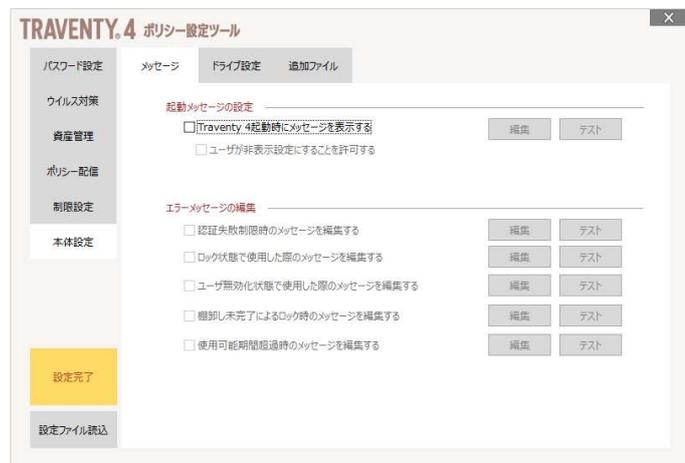 TRAVENTY® 4 ポリシー設定ツール
パスワード設定
ウイルス対策
資産管理
ポリシー配信
制限設定
本体設定
設定完了
設定ファイル読込
メッセージ ドライブ設定 追加ファイル
起動メッセージの設定
Traventy 4起動時にメッセージを表示する 編集 テスト
ユーザが非表示設定にすることを許可する
エラーメッセージの編集
認証失敗制限時のメッセージを編集する 編集 テスト
ロック状態で使用した際のメッセージを編集する 編集 テスト
ユーザ無効化状態で使用した際のメッセージを編集する 編集 テスト
棚卸し未完了によるロック時のメッセージを編集する 編集 テスト
使用可能期間超過時のメッセージを編集する 編集 テスト